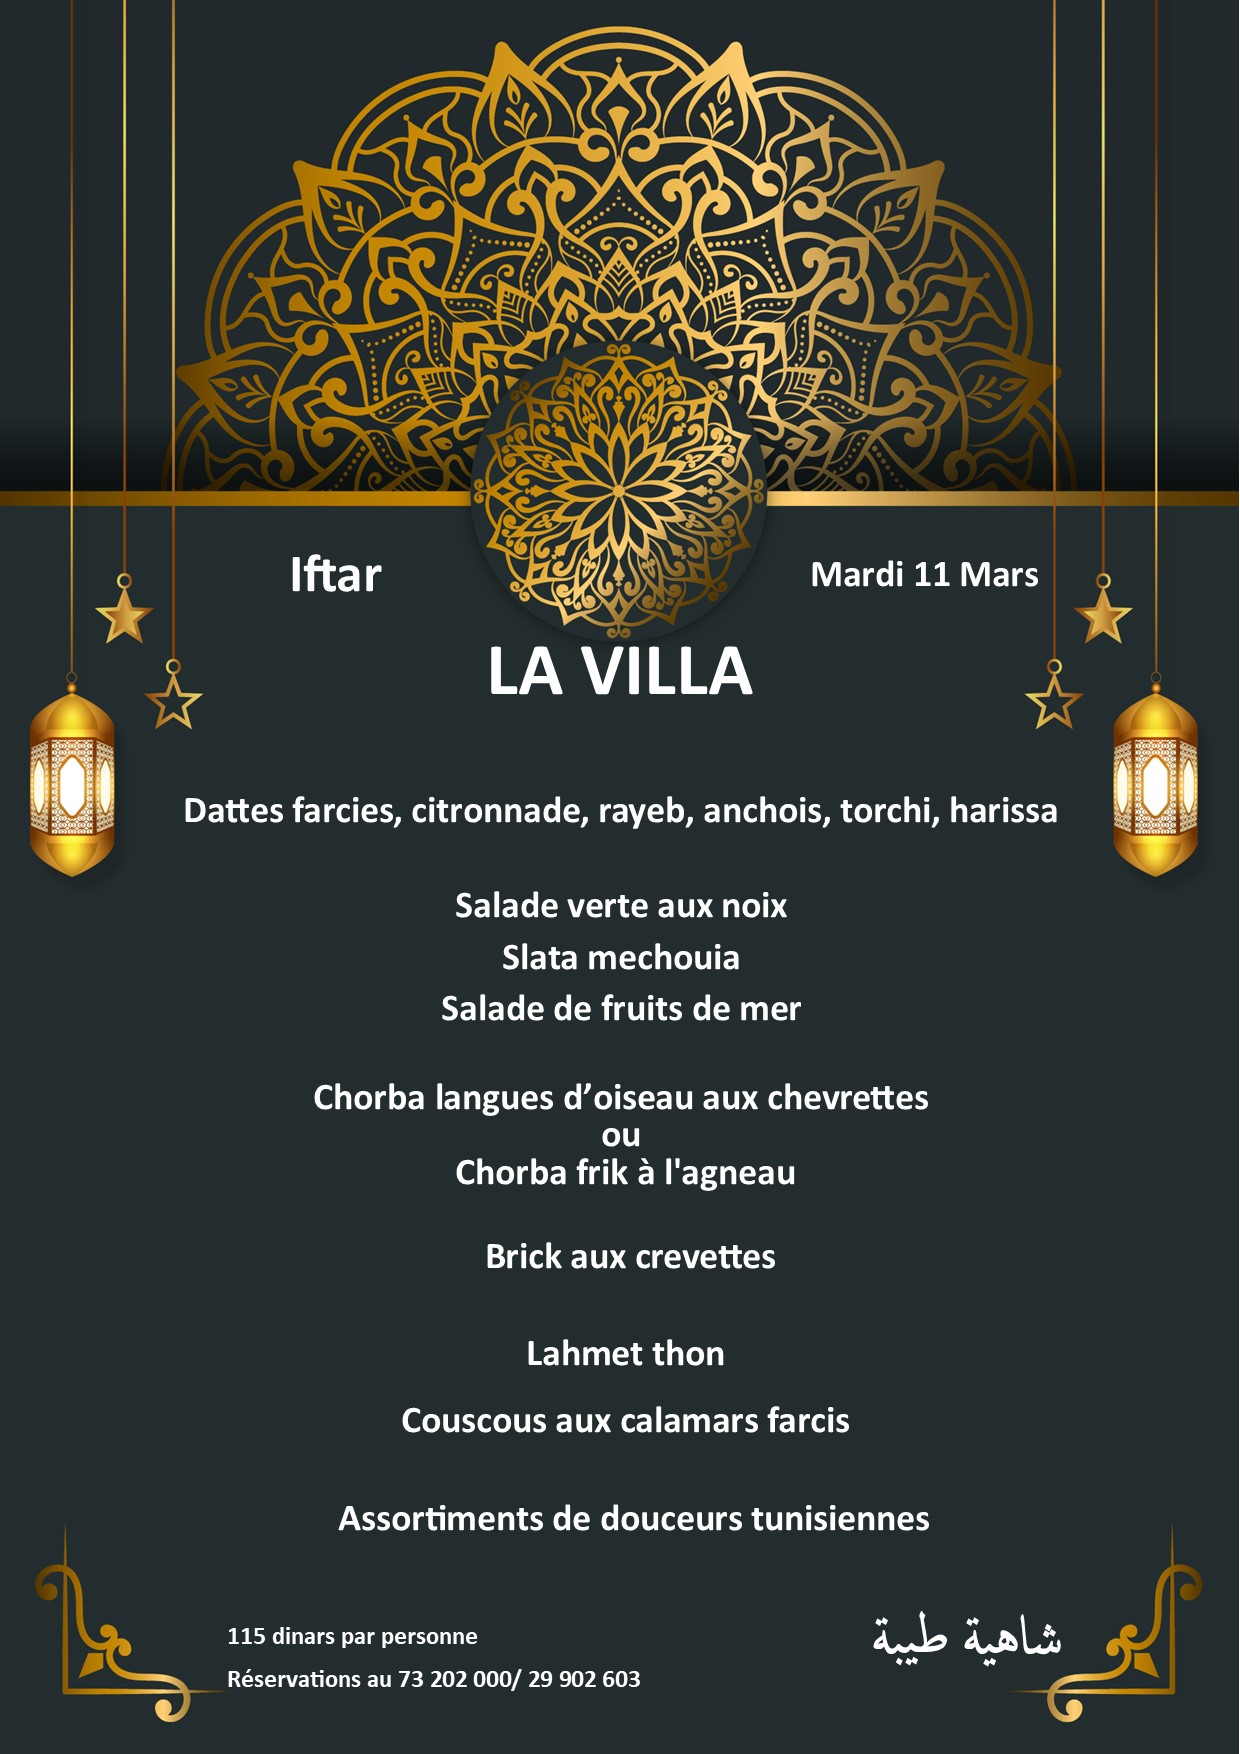 Iftar
Mardi 11 Mars
LA VILLA
Dattes farcies, citronnade, rayeb, anchois, torchi, harissa
Salade verte aux noix
Slata mechouia
Salade de fruits de mer
Chorba langues d’oiseau aux chevrettes
ou
Chorba frik à l'agneau
Brick aux crevettes
Lahmet thon
Couscous aux calamars farcis
Assortiments de douceurs tunisiennes
115 dinars par personne
شاهية طيبة
Réservations au 73 202 000/ 29 902 603